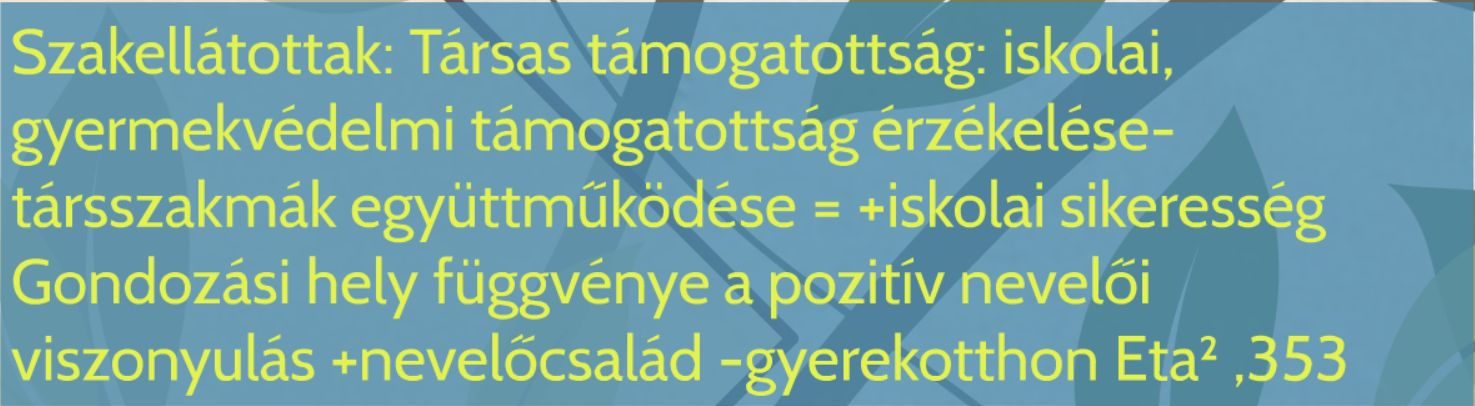 Szakellátottak: Társas támogatottság: iskolai,
gyermekvédelmi támogatottság érzékelése-
társszakmák együttműködése = +iskolai sikeresség
Gondozási hely függvénye a pozitív nevelői
viszonyulás +nevelőcsalád -gyerekotthon Eta² ,353